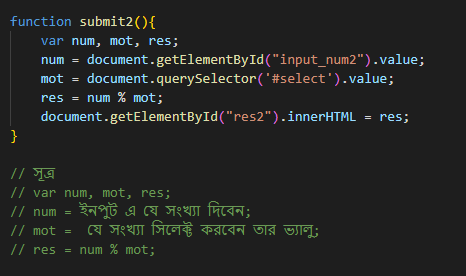 function submit2(){
var num, mot, res;
num = document.getElementById("input_num2").value;
mot = document.querySelector('#select').value;
res = num % mot;
document.getElementById("res2").innerHTML = res;
}
// সূত্র
// var num, mot, res;
// num = ইনপুট এ যে সংখ্যা দিবেন;
// mot =  যে সংখ্যা সিলেক্ট করবেন তার ভ্যালু;
// res = num % mot;